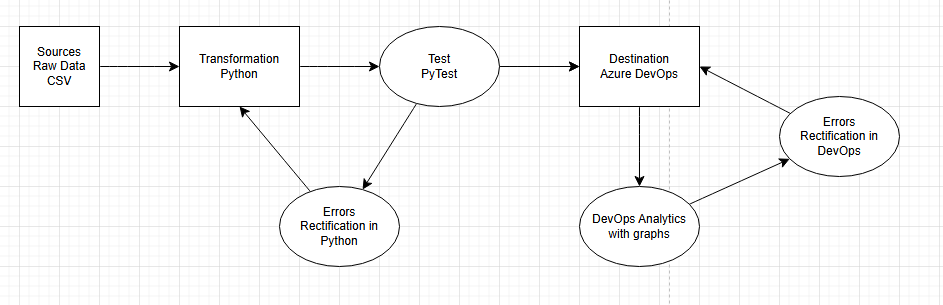 Sources
Raw Data
CSV
Transformation
Python
Test
PyTest
Destination
Azure DevOps
Errors
Rectification in
DevOps
Errors
Rectification in
Python
DevOps Analytics
with graphs